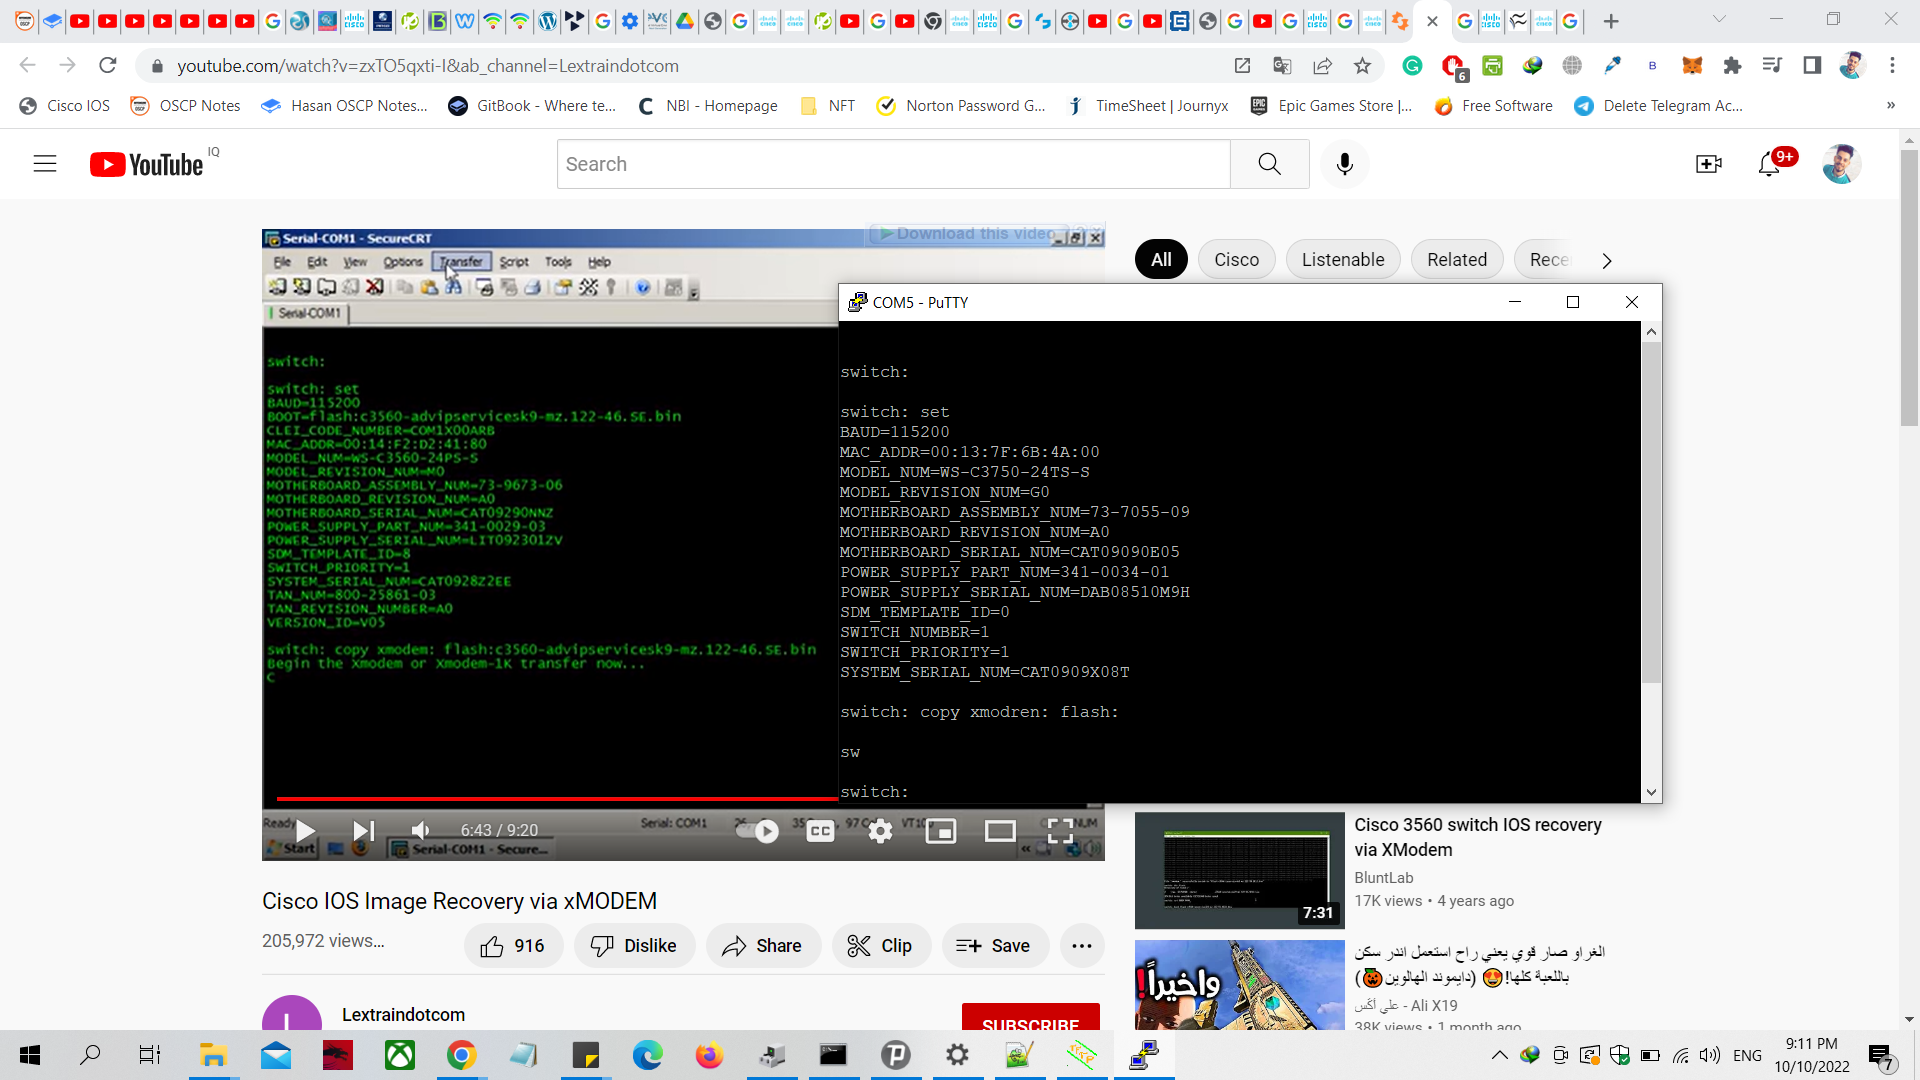 youtube.com/watch?v=zxTO5qxti-I&ab_channel=Lextraindotcom
6
Cisco IOS
OSCP Notes
Hasan OSCP Notes...
GitBook - Where te...
NBI - Homepage
NFT
Norton Password G...
TimeSheet | Journyx
Epic Games Store |...
Free Software
Delete Telegram Ac...
»
YouTube IQ
Search
9+
Serial-COM1 - SecureCRT
Download this video
File Edit View Options Transfer Script Tools Help
Serial-COM1
switch:
switch: set
BAUD=115200
BOOT=flash:c3560-advipservicesk9-mz.122-46.SE.bin
CLEI_CODE_NUMBER=COM1X00ARB
MAC_ADDR=00:14:F2:D2:41:80
MODEL_NUM=WS-C3560-24PS-S
MODEL_REVISION_NUM=M0
MOTHERBOARD_ASSEMBLY_NUM=73-9673-06
MOTHERBOARD_REVISION_NUM=A0
MOTHERBOARD_SERIAL_NUM=CAT09290NNZ
POWER_SUPPLY_PART_NUM=341-0029-03
POWER_SUPPLY_SERIAL_NUM=LIT092301ZV
SDM_TEMPLATE_ID=8
SWITCH_PRIORITY=1
SYSTEM_SERIAL_NUM=CAT0928Z2EE
TAN_NUM=800-25861-03
TAN_REVISION_NUMBER=A0
VERSION_ID=V05
switch: copy xmodem: flash:c3560-advipservicesk9-mz.122-46.SE.bin
Begin the Xmodem or Xmodem-1K transfer now...
C
Ready
Serial: COM1
VT100
NUM
6:43 / 9:20
CC
Start
Serial-COM1 - Secure...
All
Cisco
Listenable
Related
Rece
COM5 - PuTTY
switch:
switch: set
BAUD=115200
MAC_ADDR=00:13:7F:6B:4A:00
MODEL_NUM=WS-C3750-24TS-S
MODEL_REVISION_NUM=G0
MOTHERBOARD_ASSEMBLY_NUM=73-7055-09
MOTHERBOARD_REVISION_NUM=A0
MOTHERBOARD_SERIAL_NUM=CAT09090E05
POWER_SUPPLY_PART_NUM=341-0034-01
POWER_SUPPLY_SERIAL_NUM=DAB08510M9H
SDM_TEMPLATE_ID=0
SWITCH_NUMBER=1
SWITCH_PRIORITY=1
SYSTEM_SERIAL_NUM=CAT0909X08T
switch: copy xmodren: flash:
sw
switch:
Cisco IOS Image Recovery via xMODEM
205,972 views...
916
Dislike
Share
Clip
Save
L
Lextraindotcom
SUBSCRIBE
7:31
Cisco 3560 switch IOS recovery
via XModem
BluntLab
17K views • 4 years ago
واخيراً!
الغراو صار قوي يعني راح استعمل اندر سكن
باللعبة كلها!😍 (دايموند الهالوين🎃)
علي أكس - Ali X19
38K views • 1 month ago
ENG
9:11 PM
10/10/2022
7